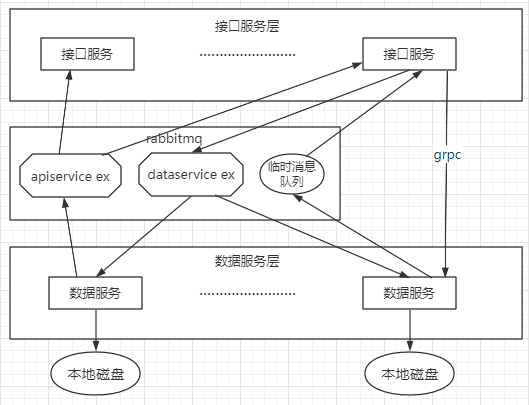 接口服务层
接口服务
接口服务
rabbitmq
apiservice ex
dataservice ex
临时消息
队列
grpc
数据服务层
数据服务
数据服务
本地磁盘
本地磁盘